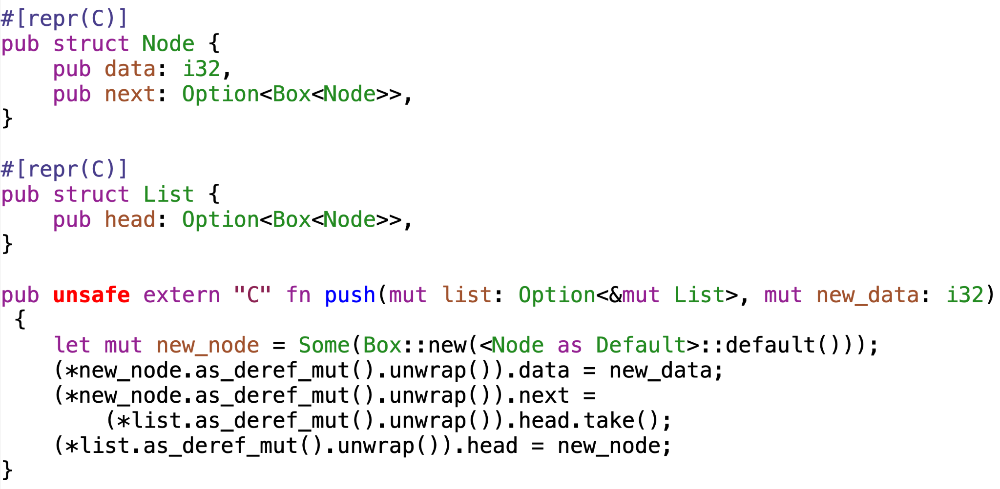 #[repr(C)]
pub struct Node {
    pub data: i32,
    pub next: Option<Box<Node>>,
}

#[repr(C)]
pub struct List {
    pub head: Option<Box<Node>>,
}

pub unsafe extern "C" fn push(mut list: Option<&mut List>, mut new_data: i32)
 {
    let mut new_node = Some(Box::new(<Node as Default>::default()));
    (*new_node.as_deref_mut().unwrap()).data = new_data;
    (*new_node.as_deref_mut().unwrap()).next =
        (*list.as_deref_mut().unwrap()).head.take();
    (*list.as_deref_mut().unwrap()).head = new_node;
}